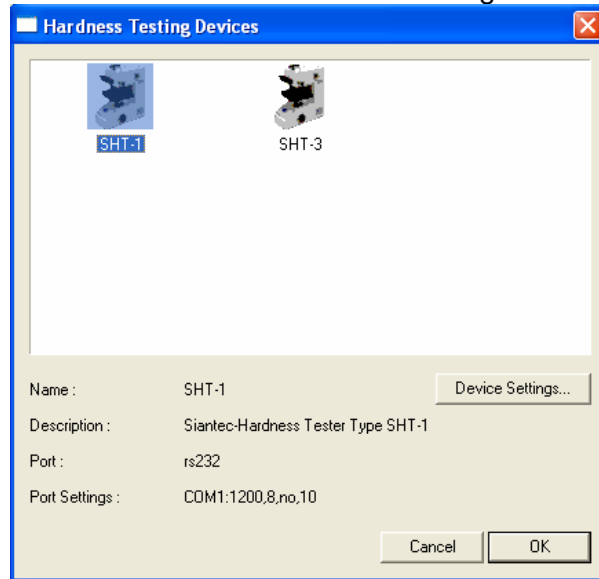 Hardness Testing Devices
SHT-1 SHT-3
Name : SHT-1 Device Settings...
Description : Siantec-Hardness Tester Type SHT-1
Port : rs232
Port Settings : COM1:1200,8,no,10
Cancel OK